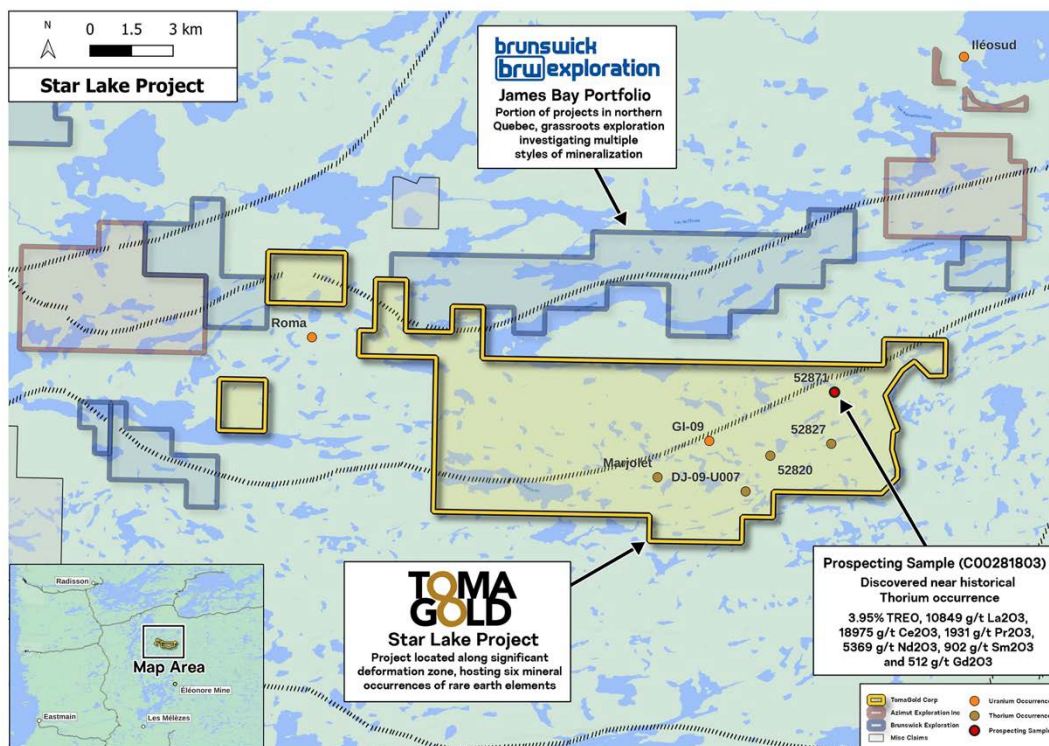 N
0 1.5 3 km
Star Lake Project
brunswick
brw exploration
James Bay Portfolio
Portion of projects in northern
Quebec, grassroots exploration
investigating multiple
styles of mineralization
Iléosud
Roma
52871
GI-09
52827
Marjolet
52820
DJ-09-U007
TOMA
GOLD
Star Lake Project
Project located along significant
deformation zone, hosting six mineral
occurrences of rare earth elements
Prospecting Sample (C00281803)
Discovered near historical
Thorium occurrence
3.95% TREO, 10849 g/t La2O3,
18975 g/t Ce2O3, 1931 g/t Pr2O3,
5369 g/t Nd2O3, 902 g/t Sm2O3
and 512 g/t Gd2O3
Radisson
Map Area
Éléonore Mine
Eastmain
Les Mélèzes
TomaGold Corp
Azimut Exploration Inc
Brunswick Exploration
Misc Claims
Uranium Occurrence
Thorium Occurrence
Prospecting Sample